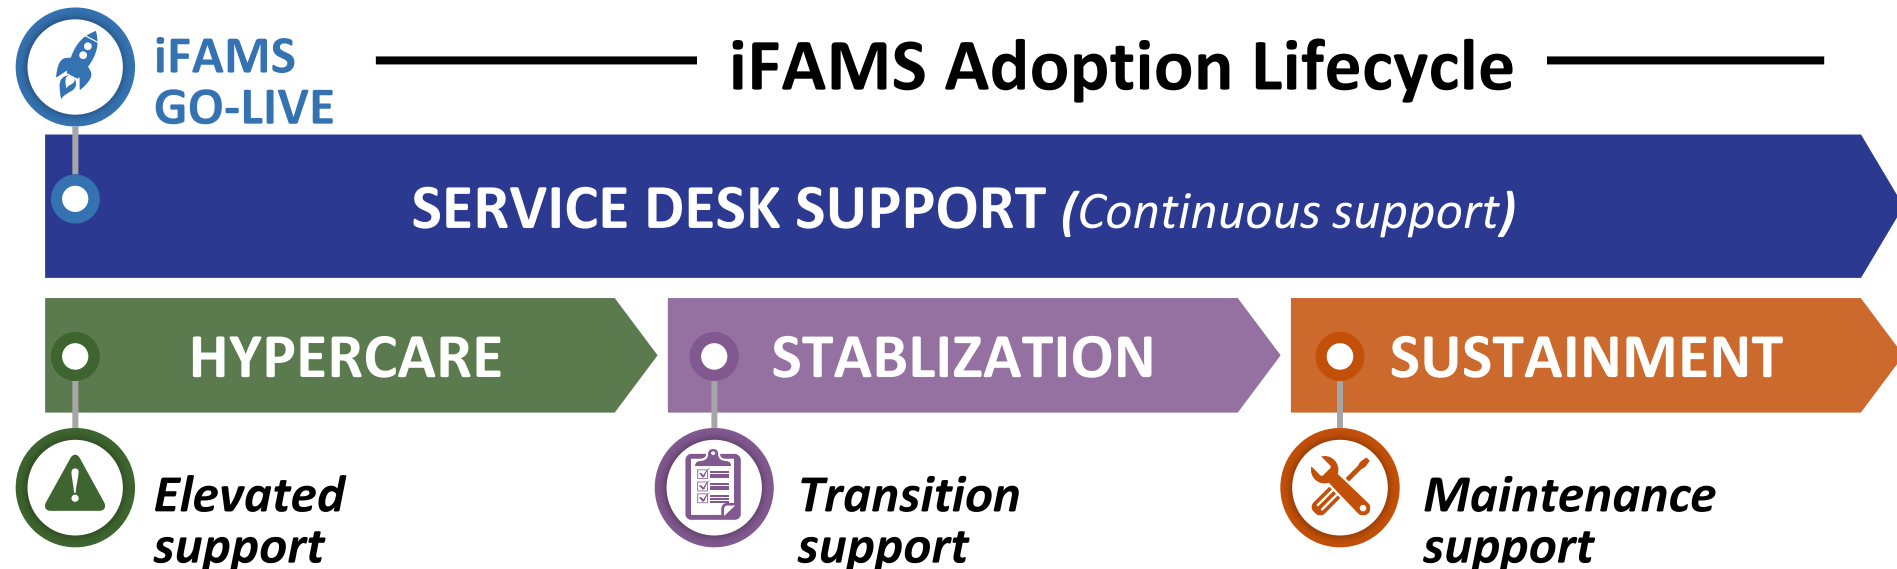 iFAMS
GO-LIVE
iFAMS Adoption Lifecycle
SERVICE DESK SUPPORT (Continuous support)
HYPERCARE
STABLIZATION
SUSTAINMENT
Elevated
support
Transition
support
Maintenance
support